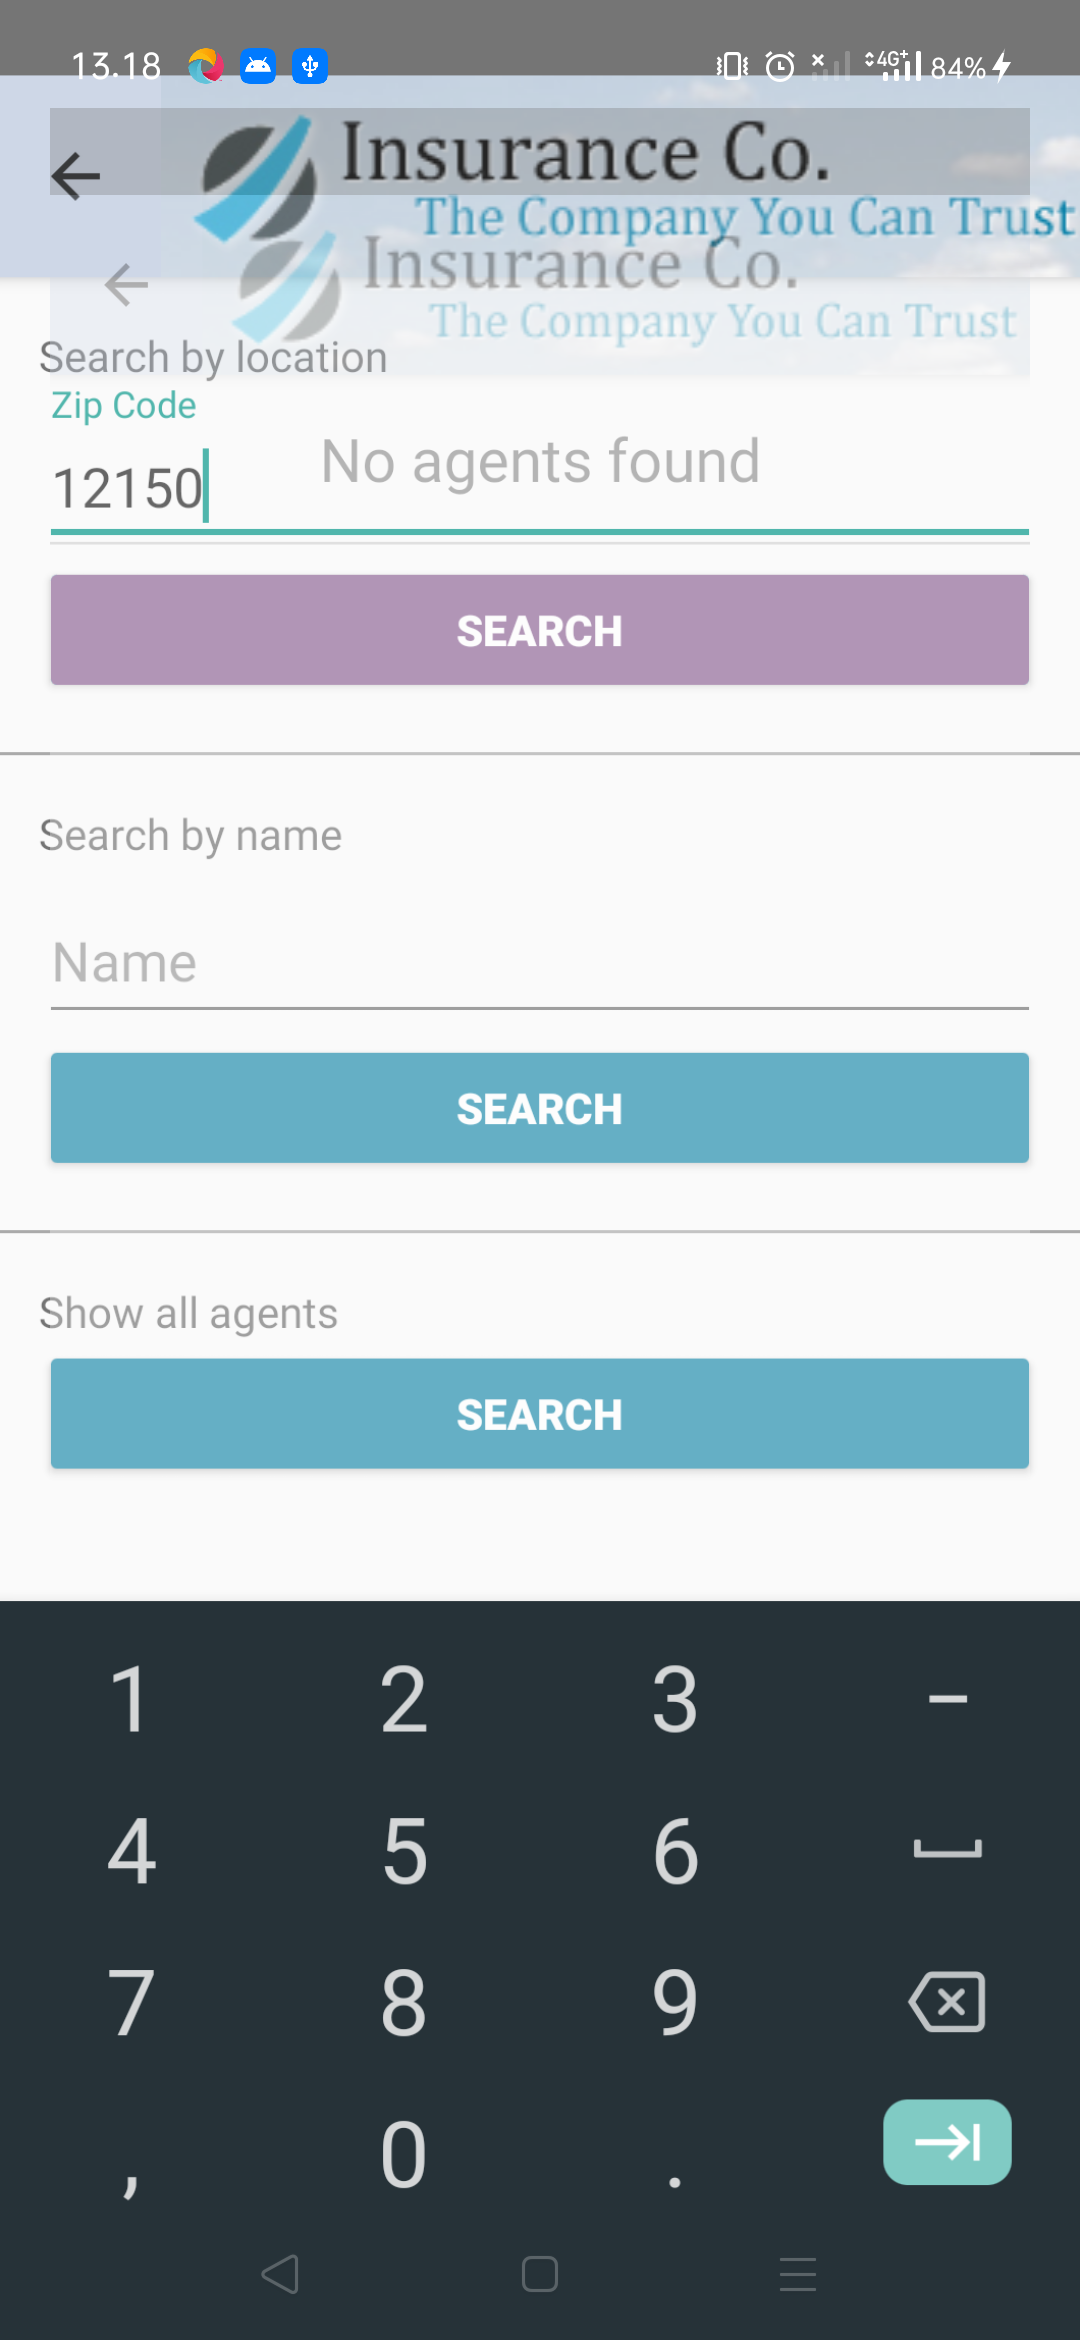 13.18 4G+ 84%
Insurance Co.
The Company You Can Trust
Insurance Co.
The Company You Can Trust
Search by location
Zip Code
No agents found
12150
SEARCH
Search by name
Name
SEARCH
Show all agents
SEARCH
1 2 3 –
4 5 6
7 8 9
, 0 .